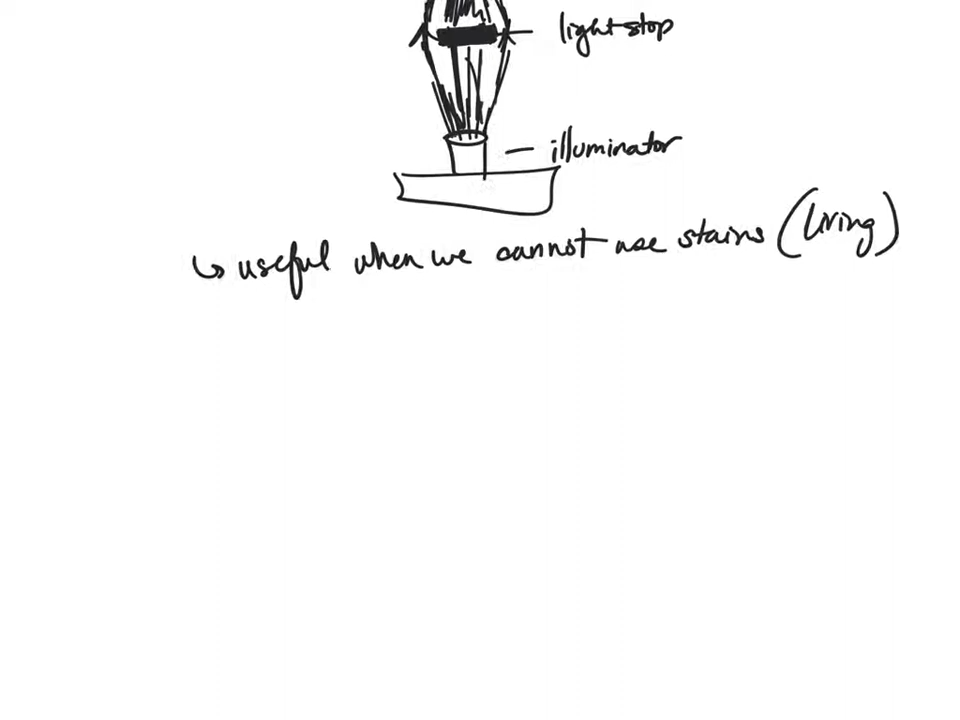 light stop
illuminator
↳ useful when we cannot use stains (living)